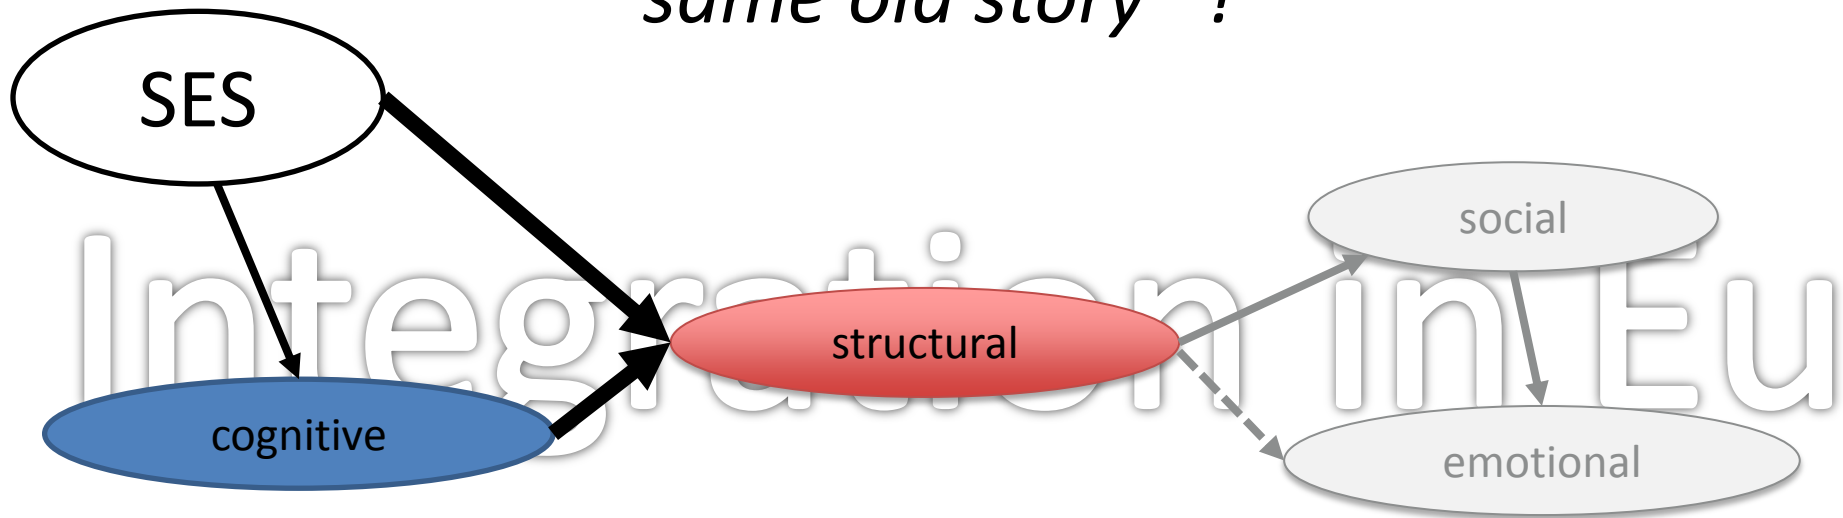 same old story" ?
SES
social
Integration in Eu
structural
cognitive
emotional